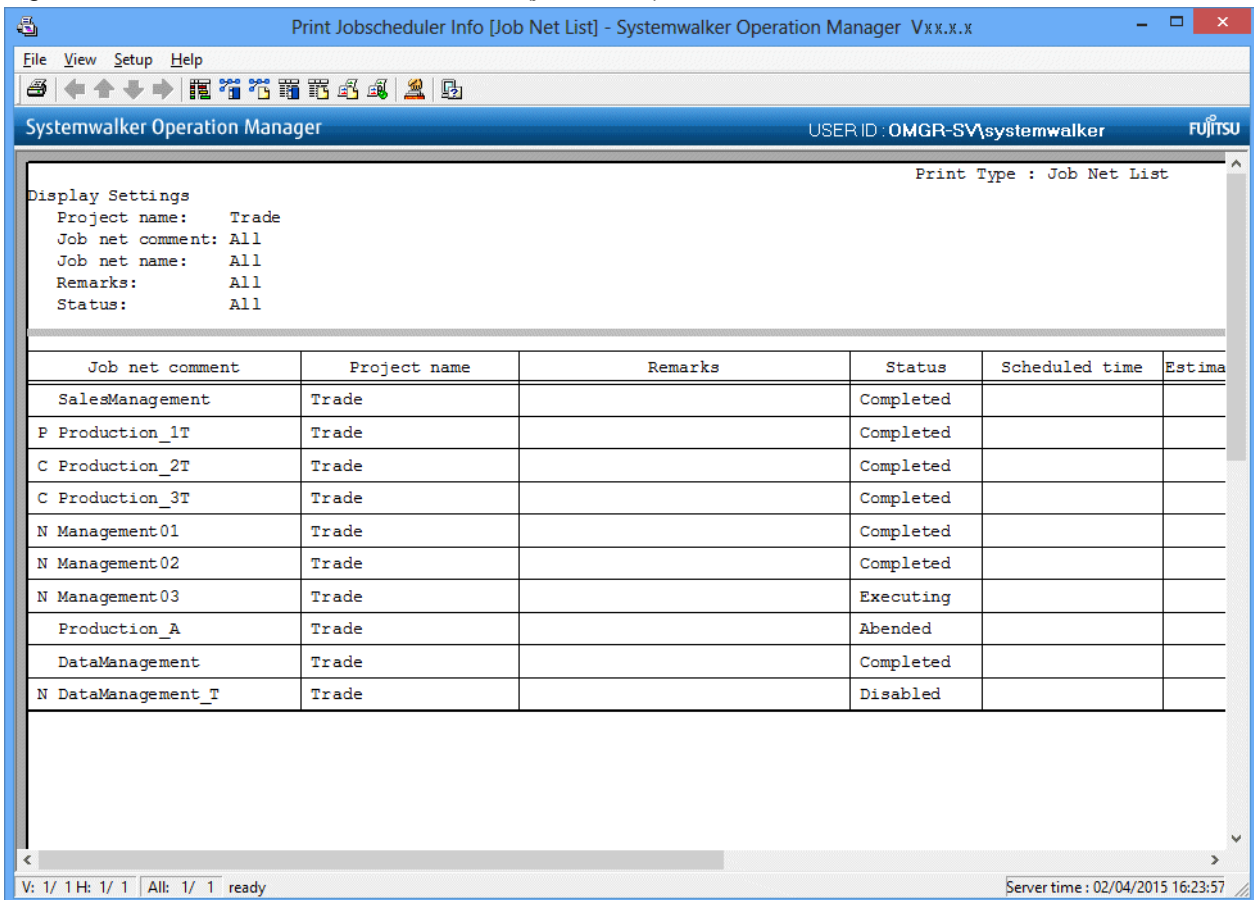 Print Jobscheduler Info [Job Net List] - Systemwalker Operation Manager Vxx.x.x
File View Setup Help
Systemwalker Operation Manager USER ID : OMGR-SV\systemwalker FUJITSU
Print Type : Job Net List
Display Settings
Project name: Trade
Job net comment: All
Job net name: All
Remarks: All
Status: All
Job net comment Project name Remarks Status Scheduled time Estima
SalesManagement Trade Completed
P Production_1T Trade Completed
C Production_2T Trade Completed
C Production_3T Trade Completed
N Management01 Trade Completed
N Management02 Trade Completed
N Management03 Trade Executing
Production_A Trade Abended
DataManagement Trade Completed
N DataManagement_T Trade Disabled
V: 1/ 1 H: 1/ 1 All: 1/ 1 ready Server time : 02/04/2015 16:23:57